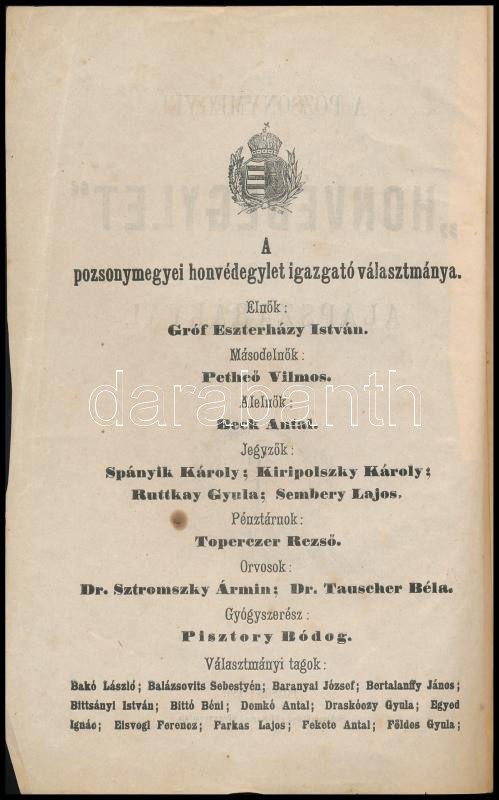 A
pozsonymegyei honvédegylet igazgató választmánya.
Elnök:
Gróf Eszterházy István.
Másodelnök:
Petheő Vilmos.
Alelnök:
Beck Antal.
Jegyzők:
Spányik Károly; Kiripolszky Károly;
Ruttkay Gyula; Sembery Lajos.
Pénztárnok:
Toperczer Rezső.
Orvosok:
Dr. Sztromszky Ármin; Dr. Tauscher Béla.
Gyógyszerész:
Pisztory Bódog.
Választmányi tagok:
Bakó László; Balázsovits Sebestyén; Baranyai József; Bertalanffy János;
Bittsányi István; Bittó Béni; Domkó Antal; Draskóczy Gyula; Egyed
Ignác; Eisvogl Ferencz; Farkas Lajos; Fekete Antal; Földes Gyula;
darabanth